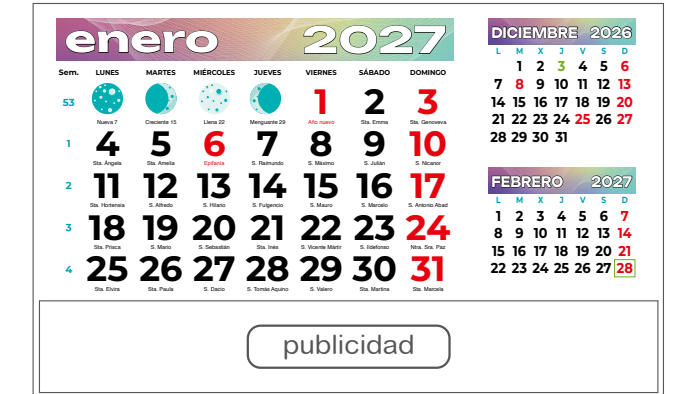 enero 2027
Sem. LUNES MARTES MIÉRCOLES JUEVES VIERNES SÁBADO DOMINGO
53 1 2 3
Nueva 7 Creciente 15 Llena 22 Menguante 29 Año nuevo Sta. Emma Sta. Genoveva
1 4 5 6 7 8 9 10
Sta. Ángela Sta. Amelia Epifanía S. Raimundo S. Máximo S. Julián S. Nicanor
2 11 12 13 14 15 16 17
Sta. Hortensia S. Alfredo S. Hilario S. Fulgencio S. Mauro S. Marcelo S. Antonio Abad
3 18 19 20 21 22 23 24
Sta. Prisca S. Mario S. Sebastián Sta. Inés S. Vicente Mártir S. Ildefonso Ntra. Sra. Paz
4 25 26 27 28 29 30 31
Sta. Elvira Sta. Paula S. Dacio S. Tomás Aquino S. Valero Sta. Martina Sta. Marcela
DICIEMBRE 2026
L M X J V S D
1 2 3 4 5 6
7 8 9 10 11 12 13
14 15 16 17 18 19 20
21 22 23 24 25 26 27
28 29 30 31
FEBRERO 2027
L M X J V S D
1 2 3 4 5 6 7
8 9 10 11 12 13 14
15 16 17 18 19 20 21
22 23 24 25 26 27 28
publicidad